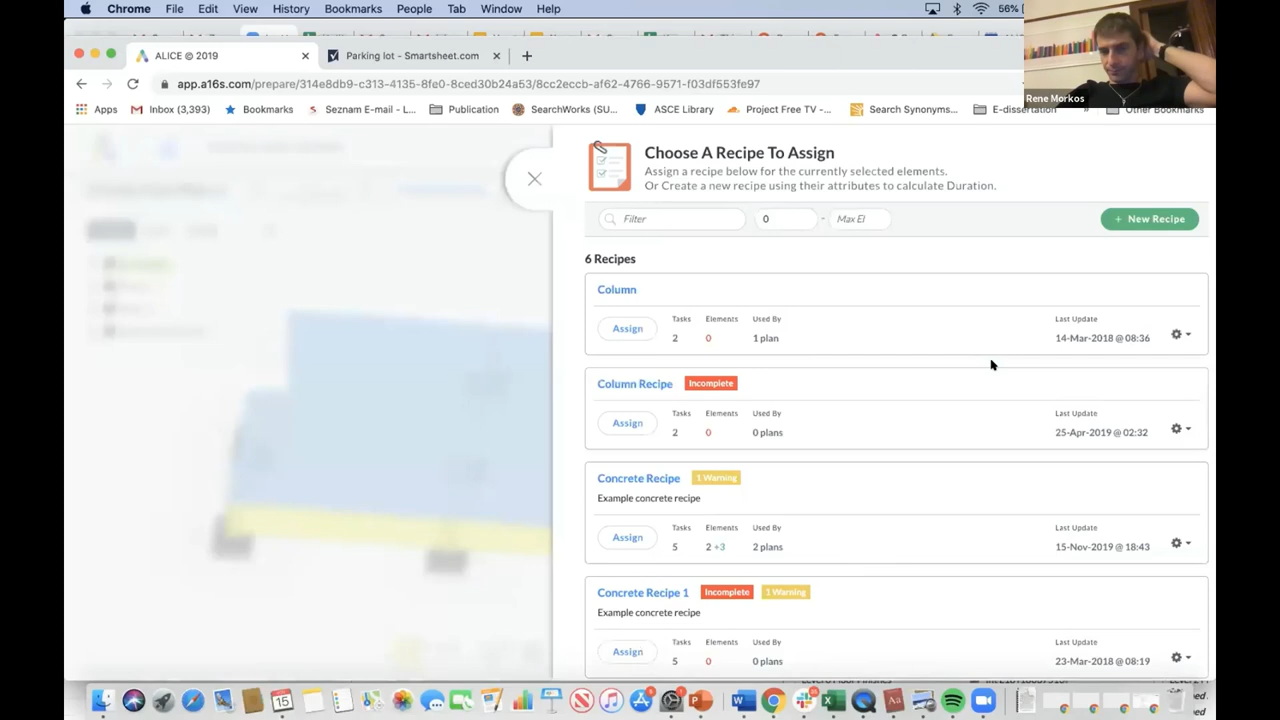 Chrome File Edit View History Bookmarks People Tab Window Help 56%
ALICE © 2019 Parking lot - Smartsheet.com
app.a16s.com/prepare/314e8db9-c313-4135-8fe0-8ced30b24a53/8cc2eccb-af62-4766-9571-f03df553fe97
Rene Morkos
Apps Inbox (3,393) Bookmarks Stanford E-mail - L... Publication SearchWorks (SU... ASCE Library Project Free TV -... Search Synonyms... E-dissertation » Other Bookmarks
Choose A Recipe To Assign
Assign a recipe below for the currently selected elements.
Or Create a new recipe using their attributes to calculate Duration.
Filter 0 - Max El + New Recipe
6 Recipes
Column
Tasks Elements Used By Last Update
Assign 2 0 1 plan 14-Mar-2018 @ 08:36
Column Recipe Incomplete
Tasks Elements Used By Last Update
Assign 2 0 0 plans 25-Apr-2019 @ 02:32
Concrete Recipe 1 Warning
Example concrete recipe
Tasks Elements Used By Last Update
Assign 5 2 +3 2 plans 15-Nov-2019 @ 18:43
Concrete Recipe 1 Incomplete 1 Warning
Example concrete recipe
Tasks Elements Used By Last Update
Assign 5 0 0 plans 23-Mar-2018 @ 08:19